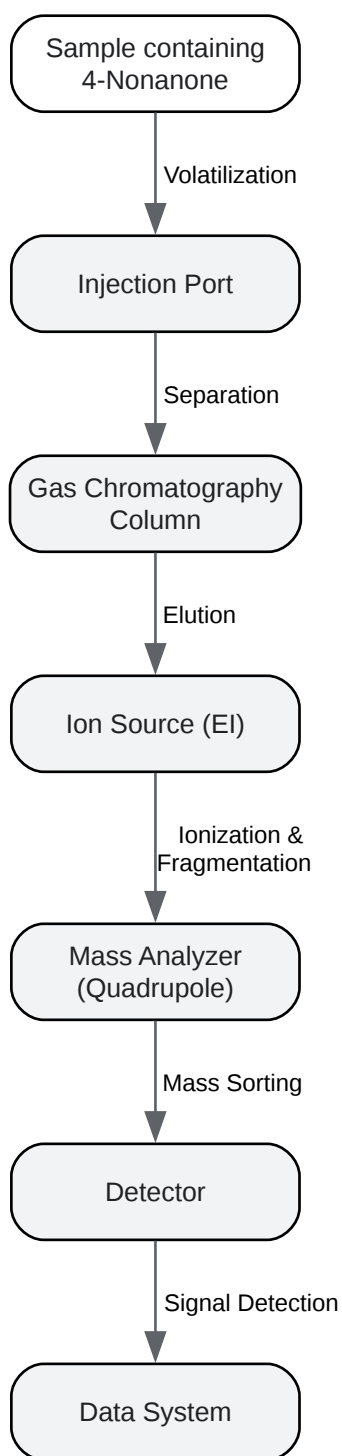 Sample containing
4-Nonanone
Volatilization
Injection Port
Separation
Gas Chromatography
Column
Elution
Ion Source (EI)
Ionization &
Fragmentation
Mass Analyzer
(Quadrupole)
Mass Sorting
Detector
Signal Detection
Data System